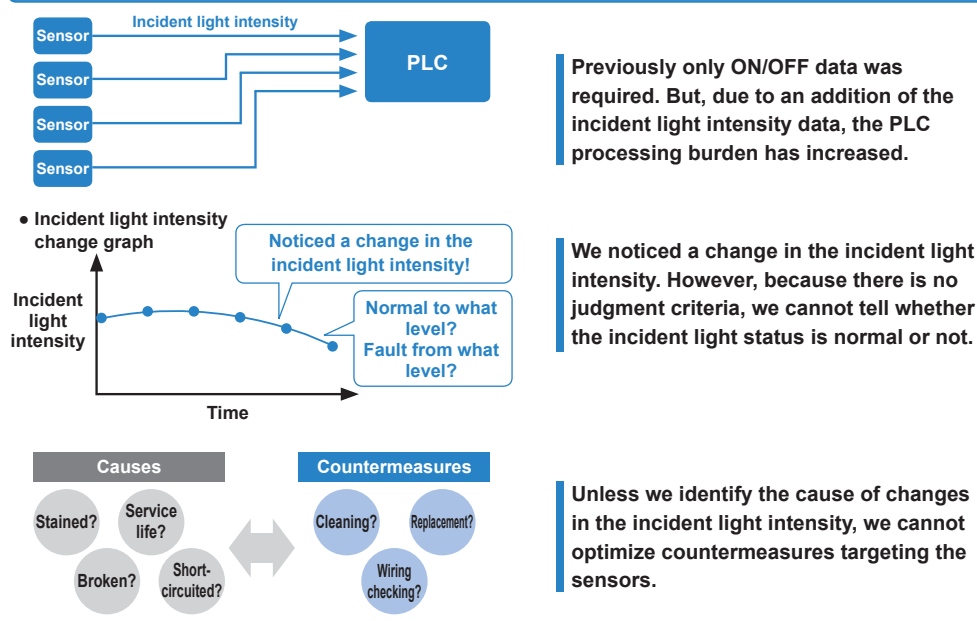 Incident light intensity
Sensor
Sensor
Sensor
Sensor
PLC
Previously only ON/OFF data was
required. But, due to an addition of the
incident light intensity data, the PLC
processing burden has increased.
● Incident light intensity
change graph
Noticed a change in the
incident light intensity!
Incident
light
intensity
Normal to what
level?
Fault from what
level?
Time
We noticed a change in the incident light
intensity. However, because there is no
judgment criteria, we cannot tell whether
the incident light status is normal or not.
Causes
Stained?
Service
life?
Broken?
Short-
circuited?
Countermeasures
Cleaning?
Replacement?
Wiring
checking?
Unless we identify the cause of changes
in the incident light intensity, we cannot
optimize countermeasures targeting the
sensors.